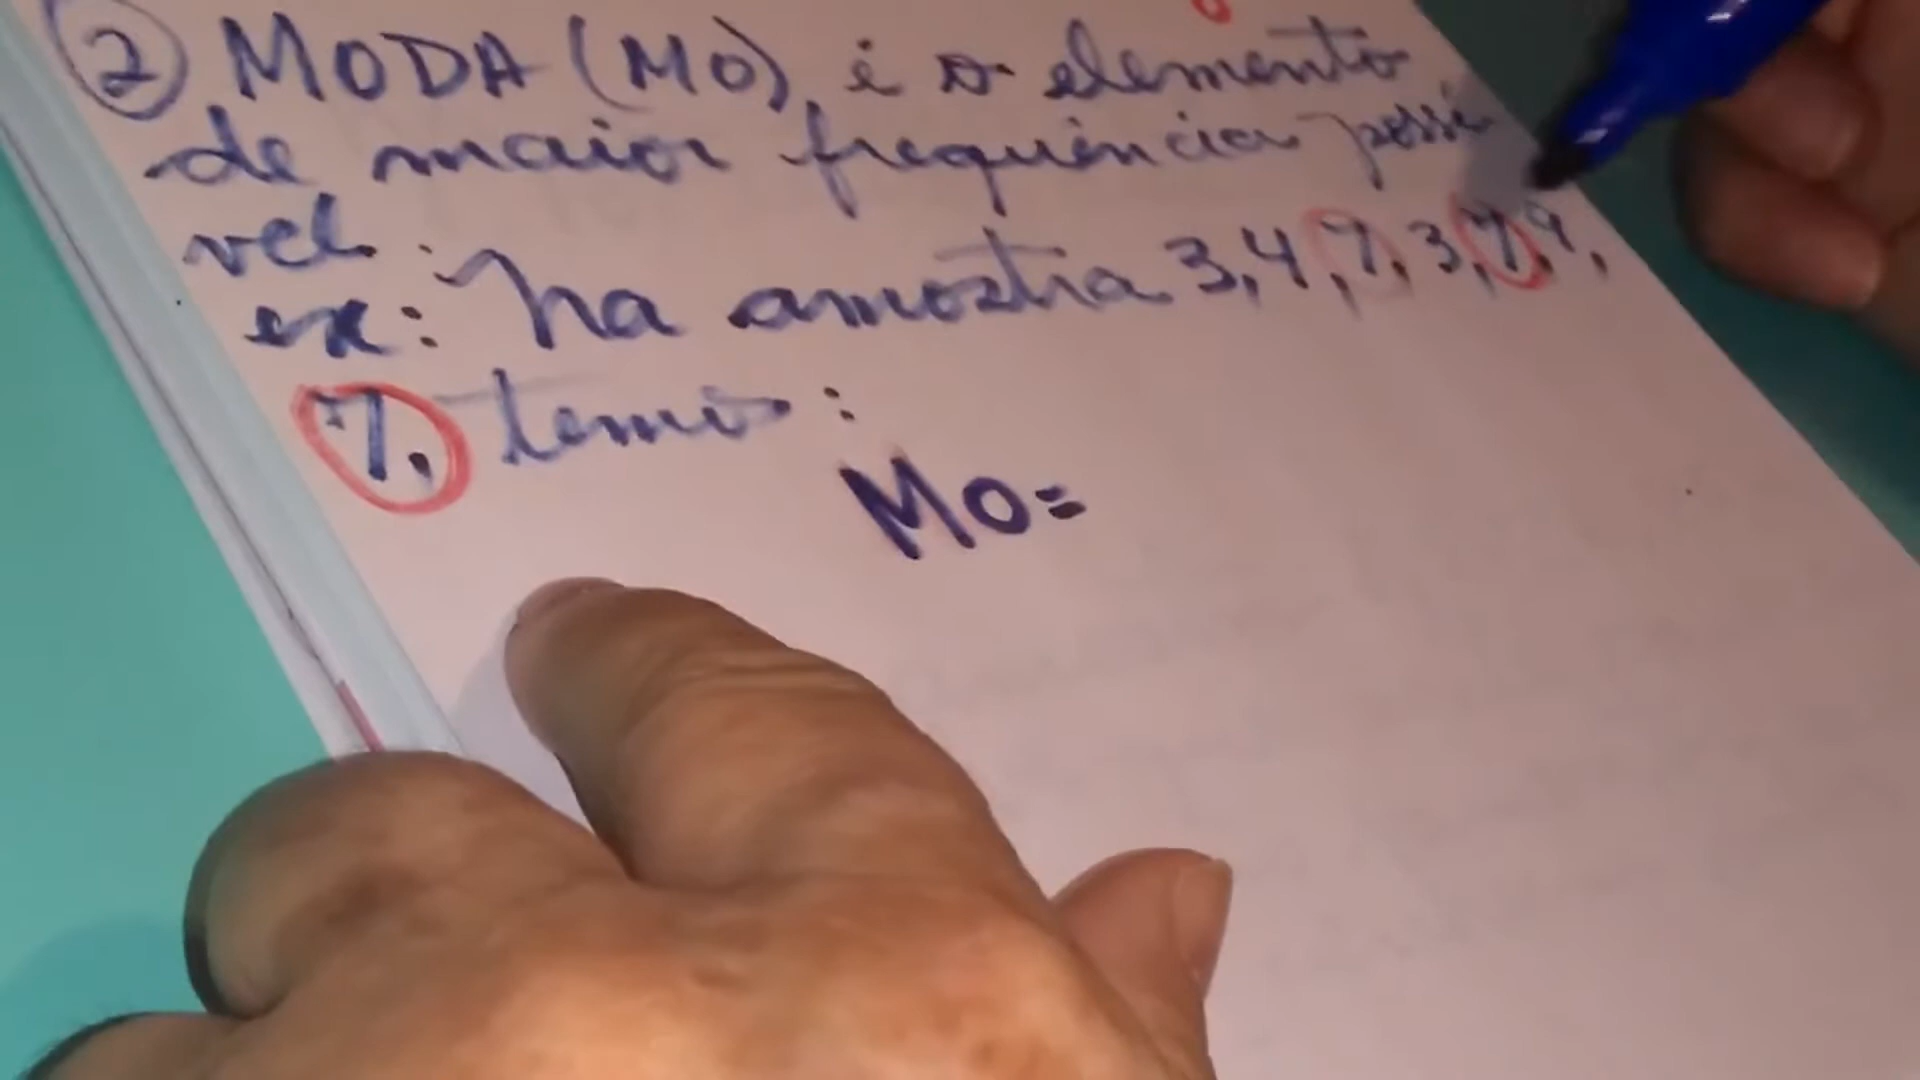 2 MODA (MO), é o elemento
de maior frequência possí
vel.
ex: na amostra 3,4,7,3,7,9,
7, temos:
MO=